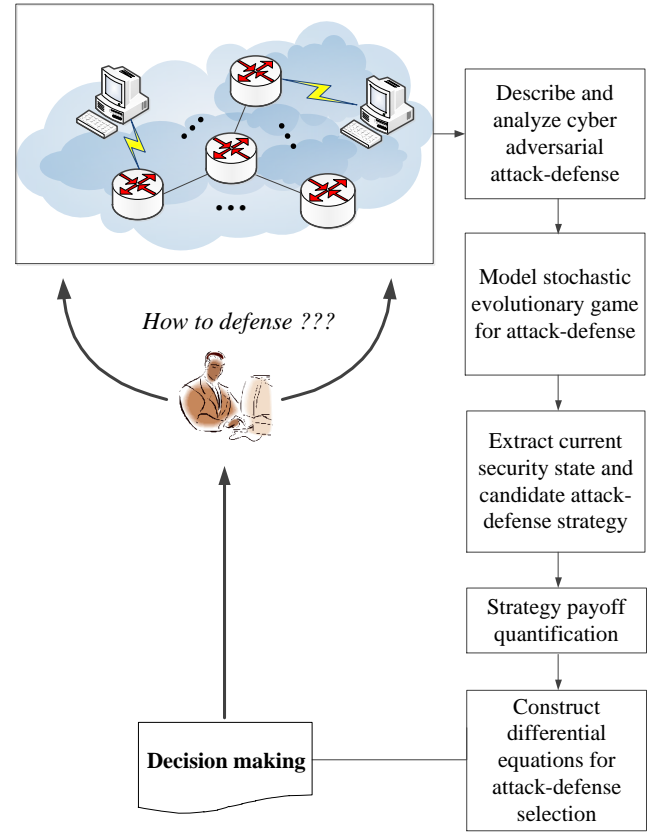 Describe and
analyze cyber
adversarial
attack-defense
Model stochastic
evolutionary game
for attack-defense
How to defense ???
Extract current
security state and
candidate attack-
defense strategy
Strategy payoff
quantification
Construct
differential
equations for
attack-defense
selection
Decision making